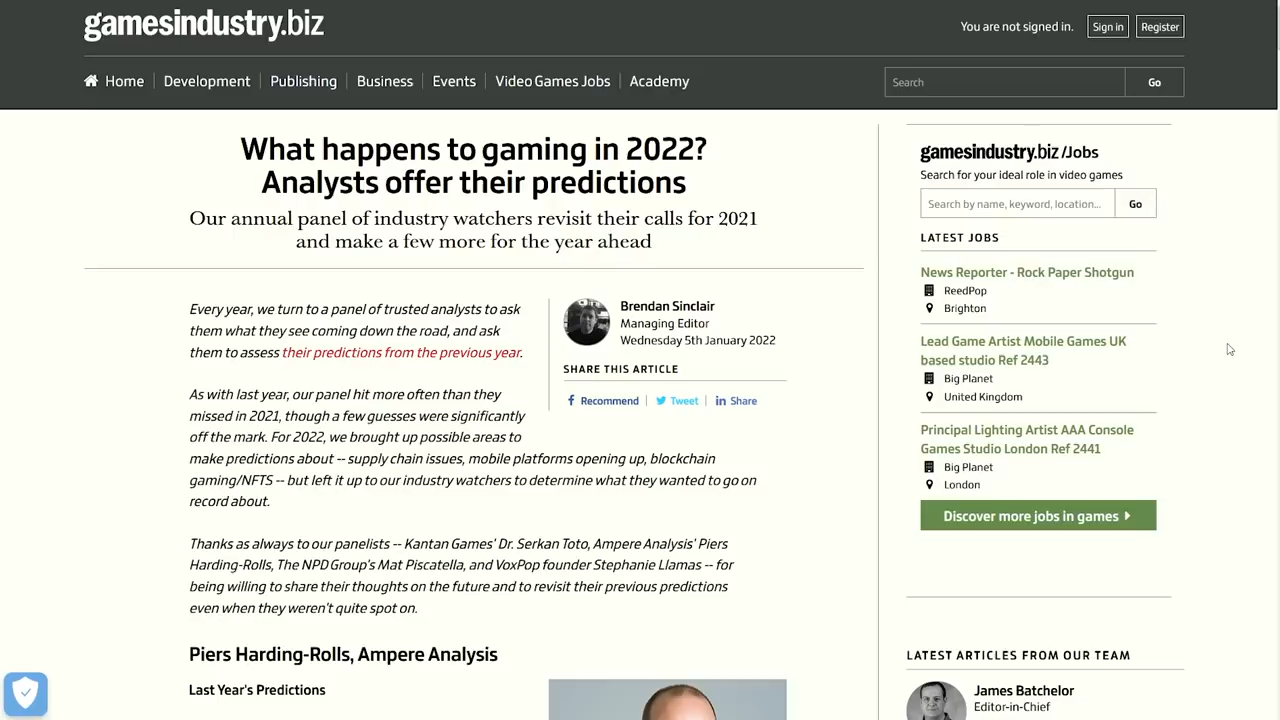 gamesindustry.biz
You are not signed in. Sign in Register
Home Development Publishing Business Events Video Games Jobs Academy
Search Go
What happens to gaming in 2022?
Analysts offer their predictions
Our annual panel of industry watchers revisit their calls for 2021
and make a few more for the year ahead
Every year, we turn to a panel of trusted analysts to ask
them what they see coming down the road, and ask
them to assess their predictions from the previous year.
As with last year, our panel hit more often than they
missed in 2021, though a few guesses were significantly
off the mark. For 2022, we brought up possible areas to
make predictions about -- supply chain issues, mobile platforms opening up, blockchain
gaming/NFTS -- but left it up to our industry watchers to determine what they wanted to go on
record about.
Thanks as always to our panelists -- Kantan Games' Dr. Serkan Toto, Ampere Analysis' Piers
Harding-Rolls, The NPD Group's Mat Piscatella, and VoxPop founder Stephanie Llamas -- for
being willing to share their thoughts on the future and to revisit their previous predictions
even when they weren't quite spot on.
Brendan Sinclair
Managing Editor
Wednesday 5th January 2022
SHARE THIS ARTICLE
Recommend Tweet Share
Piers Harding-Rolls, Ampere Analysis
Last Year's Predictions
gamesindustry.biz /Jobs
Search for your ideal role in video games
Search by name, keyword, location... Go
LATEST JOBS
News Reporter - Rock Paper Shotgun
ReedPop
Brighton
Lead Game Artist Mobile Games UK
based studio Ref 2443
Big Planet
United Kingdom
Principal Lighting Artist AAA Console
Games Studio London Ref 2441
Big Planet
London
Discover more jobs in games
LATEST ARTICLES FROM OUR TEAM
James Batchelor
Editor-in-Chief